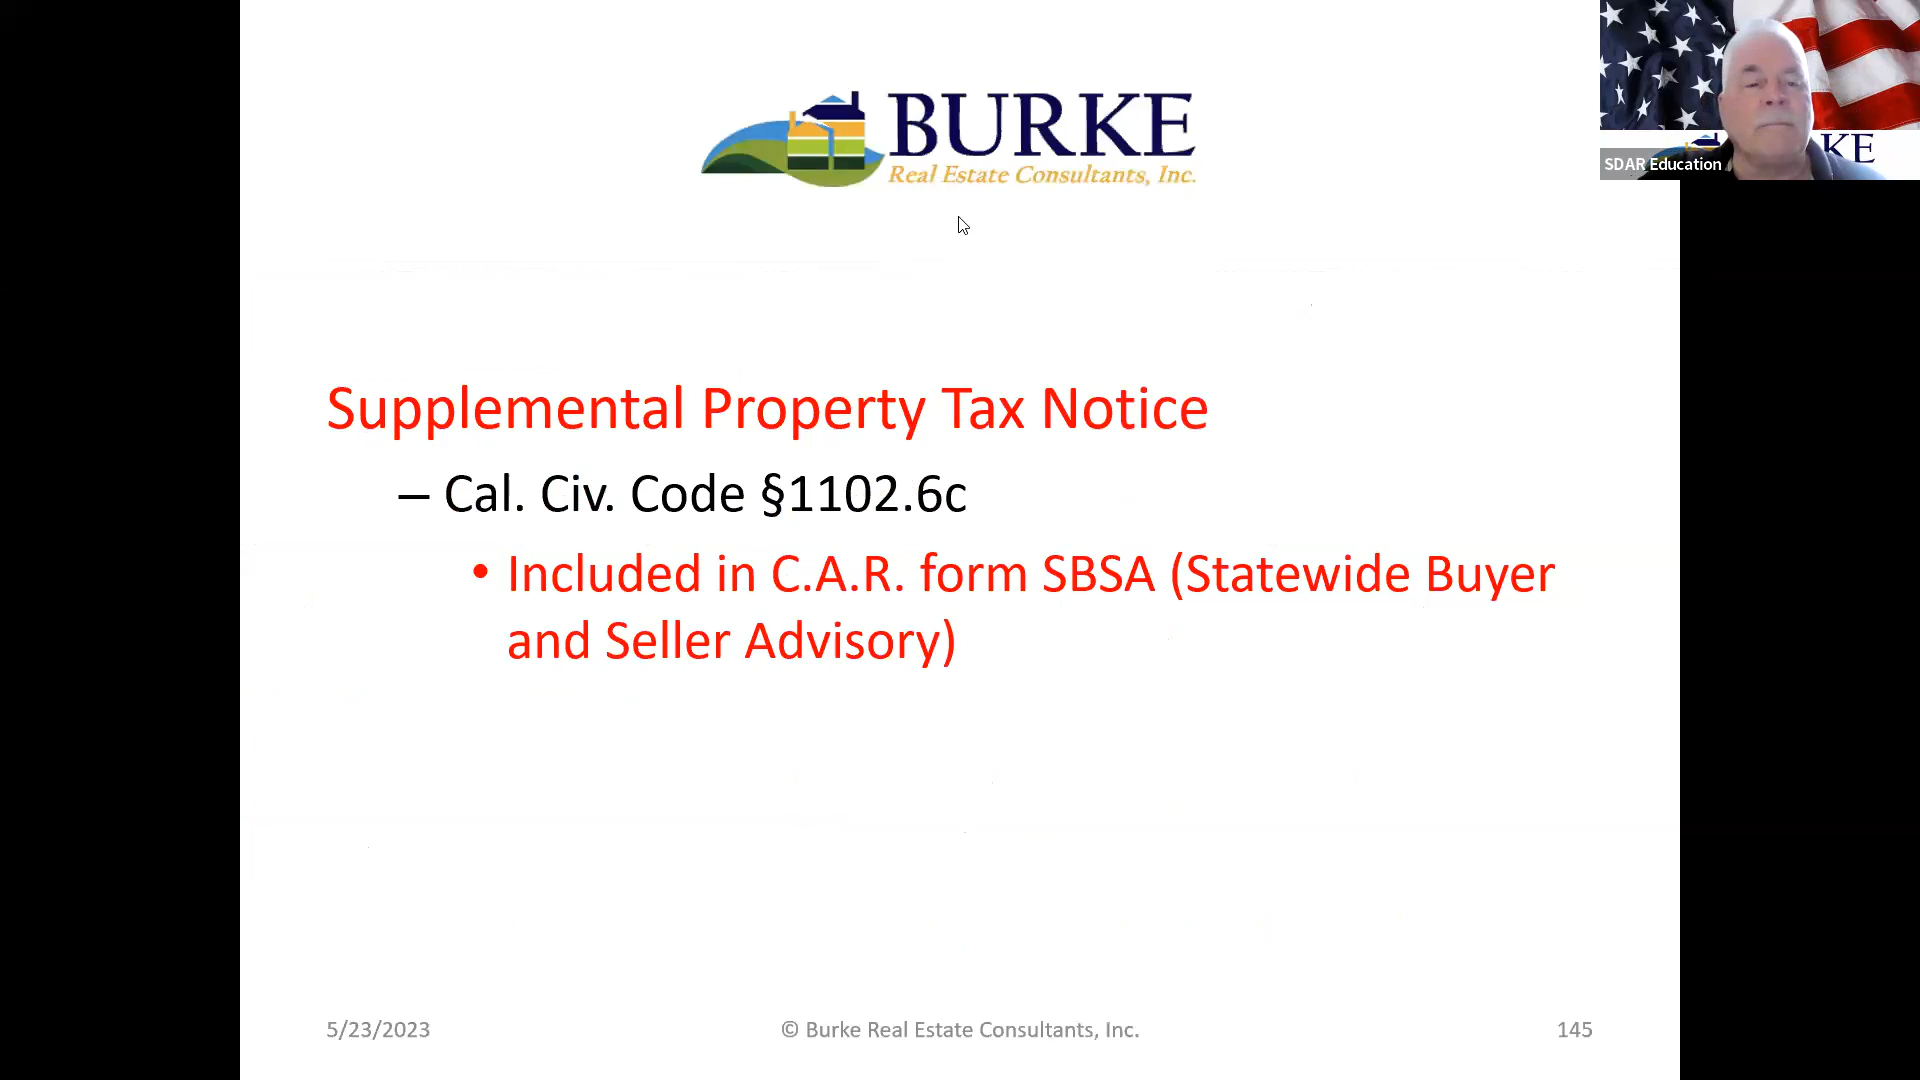 BURKE
Real Estate Consultants, Inc.
KE
SDAR Education
Supplemental Property Tax Notice
– Cal. Civ. Code §1102.6c
• Included in C.A.R. form SBSA (Statewide Buyer
and Seller Advisory)
5/23/2023
© Burke Real Estate Consultants, Inc.
145